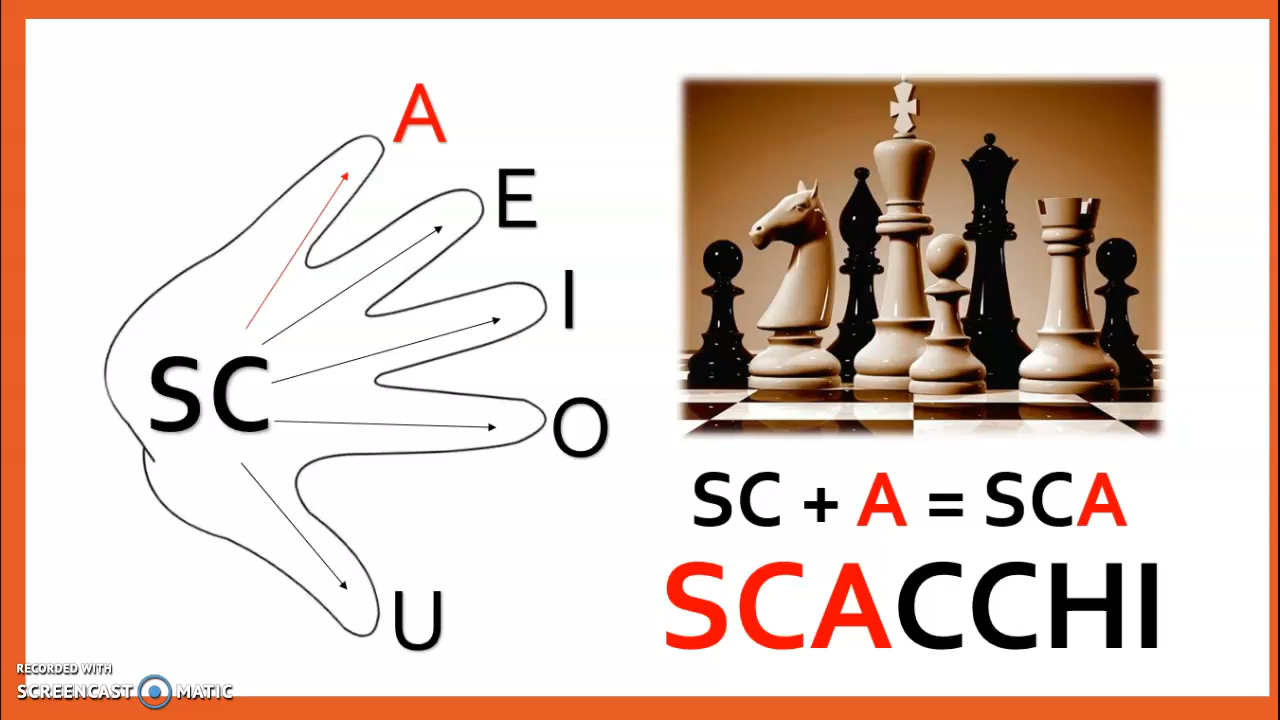 A
E
I
SC
O
U
SC + A = SCA
SCACCHI
RECORDED WITH
SCREENCAST MATIC